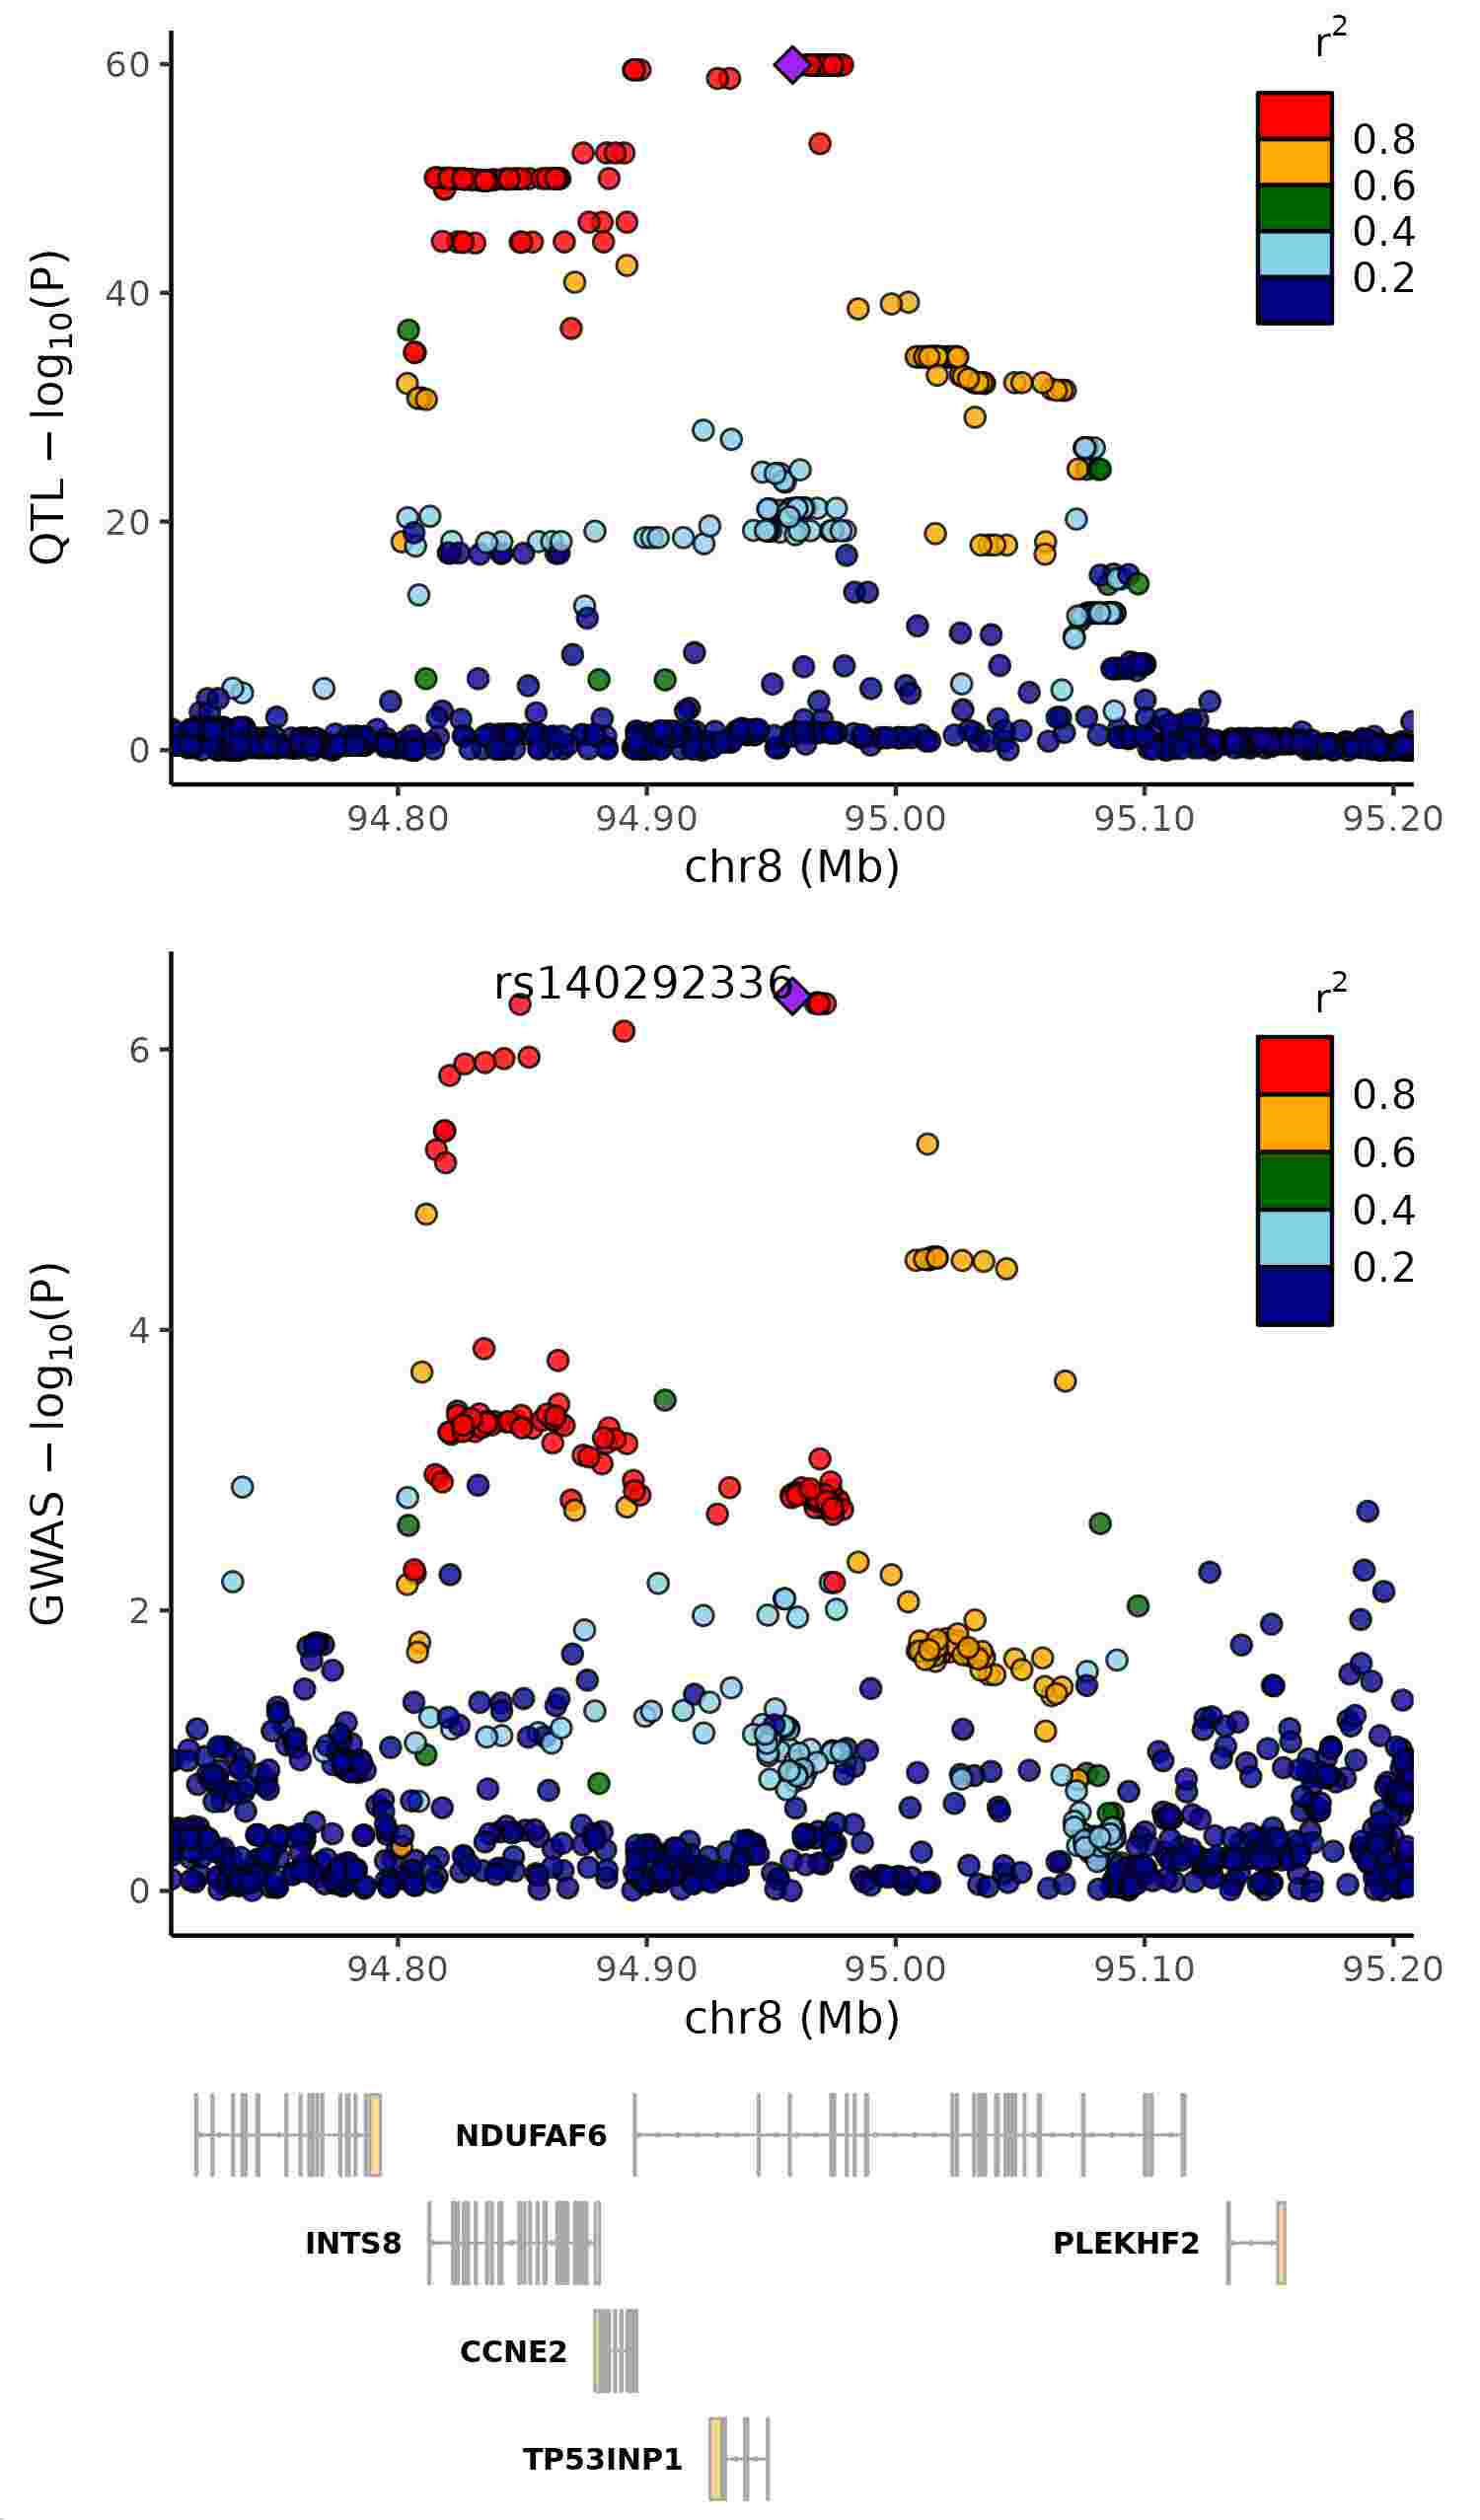 r²
60
40
20
0
QTL − log₁₀(P)
0.8
0.6
0.4
0.2
94.80 94.90 95.00 95.10 95.20
chr8 (Mb)
rs140292336
r²
6
4
2
0
GWAS − log₁₀(P)
0.8
0.6
0.4
0.2
94.80 94.90 95.00 95.10 95.20
chr8 (Mb)
NDUFAF6
INTS8 PLEKHF2
CCNE2
TP53INP1